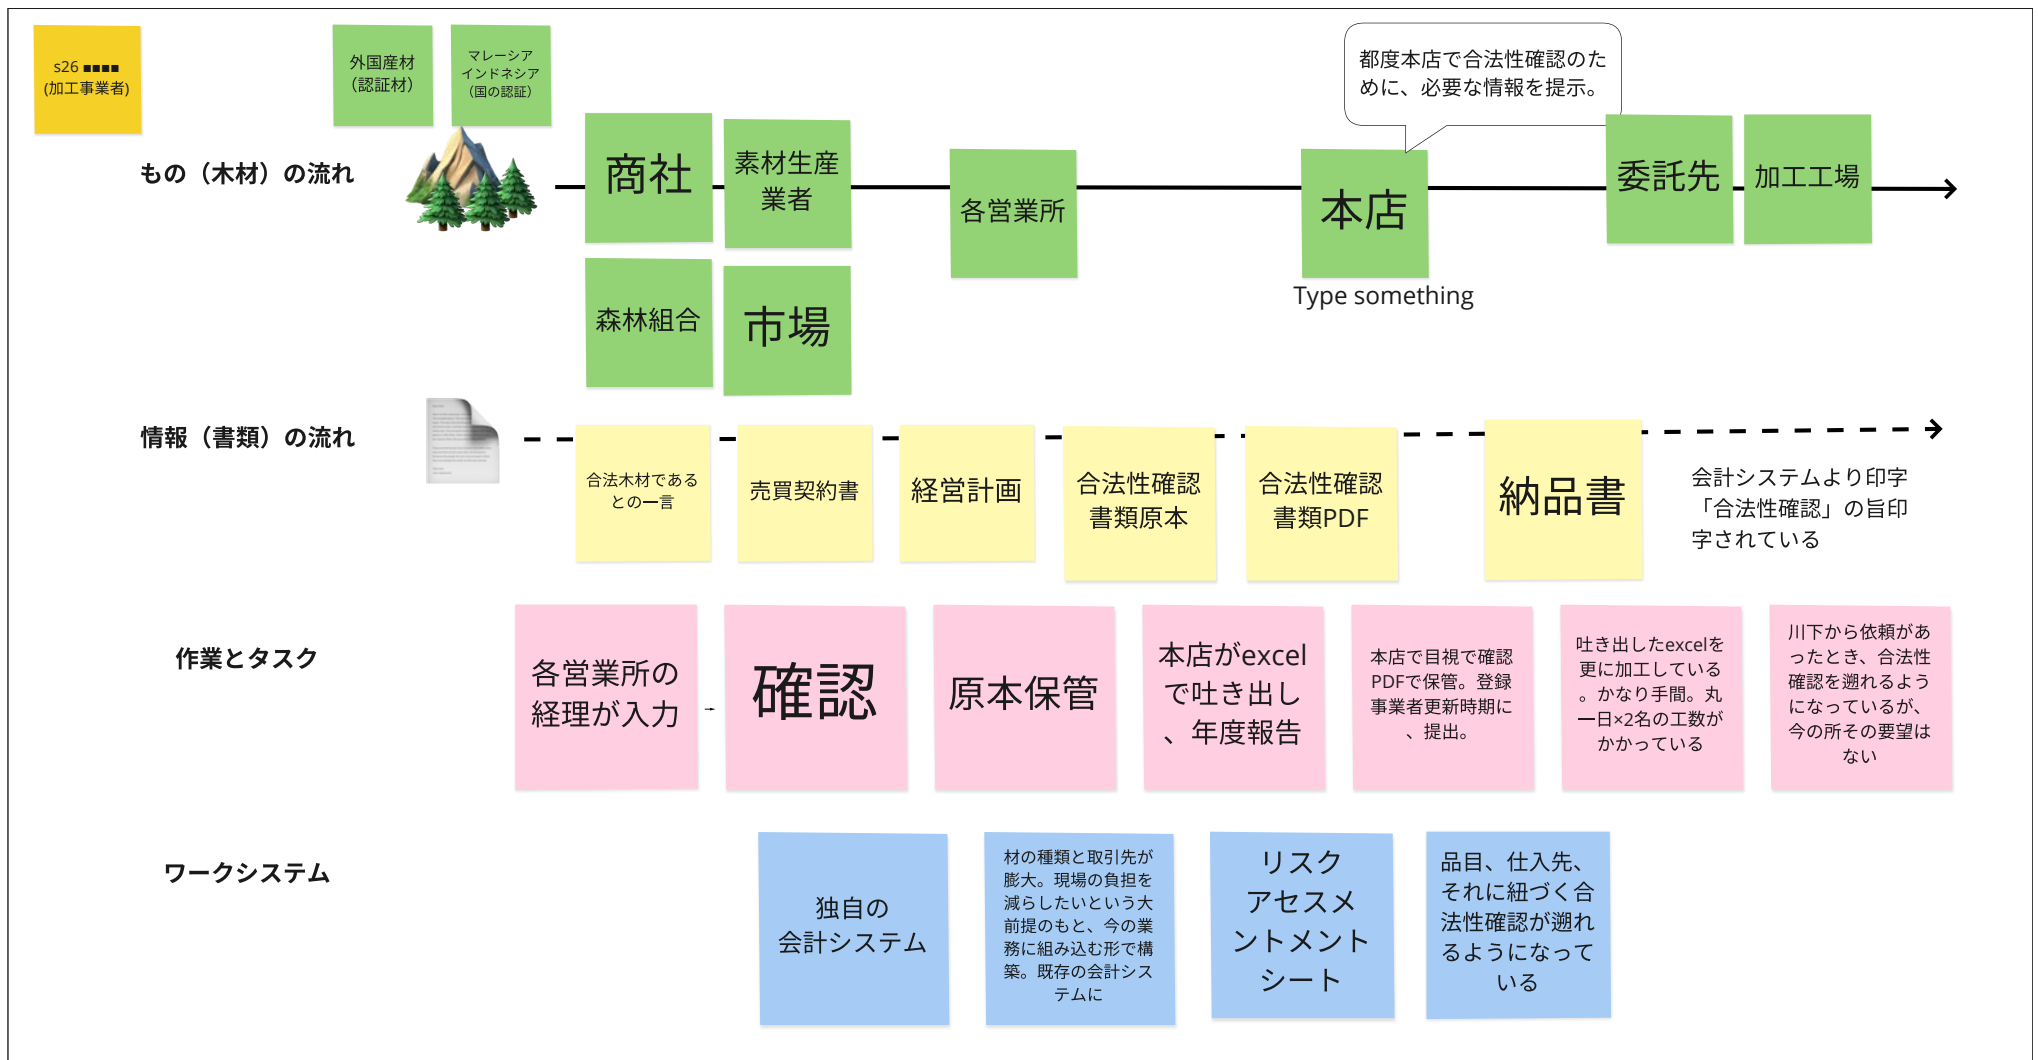 s26 ■■■■
(加工事業者)
外国産材
（認証材）
マレーシア
インドネシア
（国の認証）
都度本店で合法性確認のた
めに、必要な情報を提示。
もの（木材）の流れ
商社
素材生産
業者
各営業所
本店
委託先
加工工場
Type something
森林組合
市場
情報（書類）の流れ
合法木材である
との一言
売買契約書
経営計画
合法性確認
書類原本
合法性確認
書類PDF
納品書
会計システムより印字
「合法性確認」の旨印
字されている
作業とタスク
各営業所の
経理が入力
確認
原本保管
本店がexcel
で吐き出し
、年度報告
本店で目視で確認
PDFで保管。登録
事業者更新時期に
、提出。
吐き出したexcelを
更に加工している
。かなり手間。丸
一日×2名の工数が
かかっている
川下から依頼があ
ったとき、合法性
確認を遡れるよう
になっているが、
今の所その要望は
ない
ワークシステム
独自の
会計システム
材の種類と取引先が
膨大。現場の負担を
減らしたいという大
前提のもと、今の業
務に組み込む形で構
築。既存の会計シス
テムに
リスク
アセスメ
ントメント
シート
品目、仕入先、
それに紐づく合
法性確認が遡れ
るようになって
いる